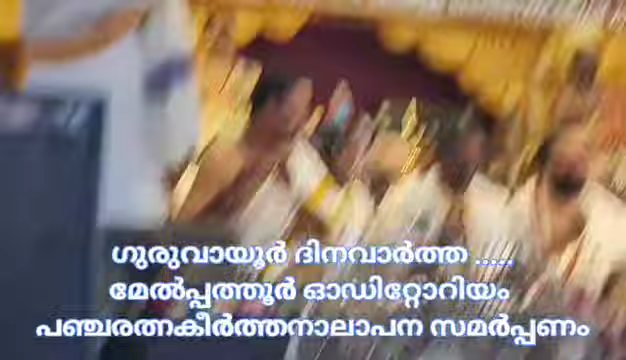 ഗുരുവായൂർ ദിനവാർത്ത .....
മേൽപ്പത്തൂർ ഓഡിറ്റോറിയം
പഞ്ചരത്നകീർത്തനാലാപന സമർപ്പണം